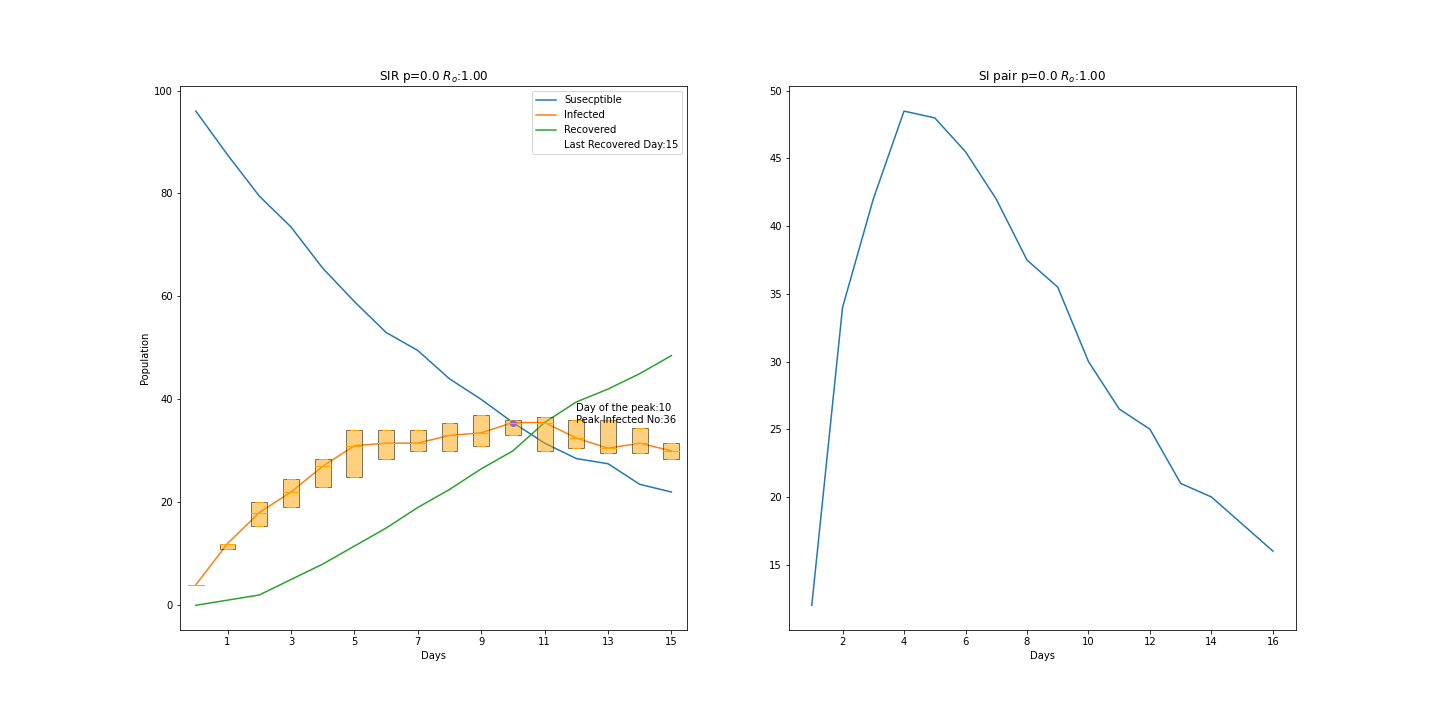 SIR p=0.0 Rₒ:1.00
100
80
60
40
20
0
Population
Susecptible
Infected
Recovered
Last Recovered Day:15
Day of the peak:10
Peak Infected No:36
1 3 5 7 9 11 13 15
Days
SI pair p=0.0 Rₒ:1.00
50
45
40
35
30
25
20
15
2 4 6 8 10 12 14 16
Days